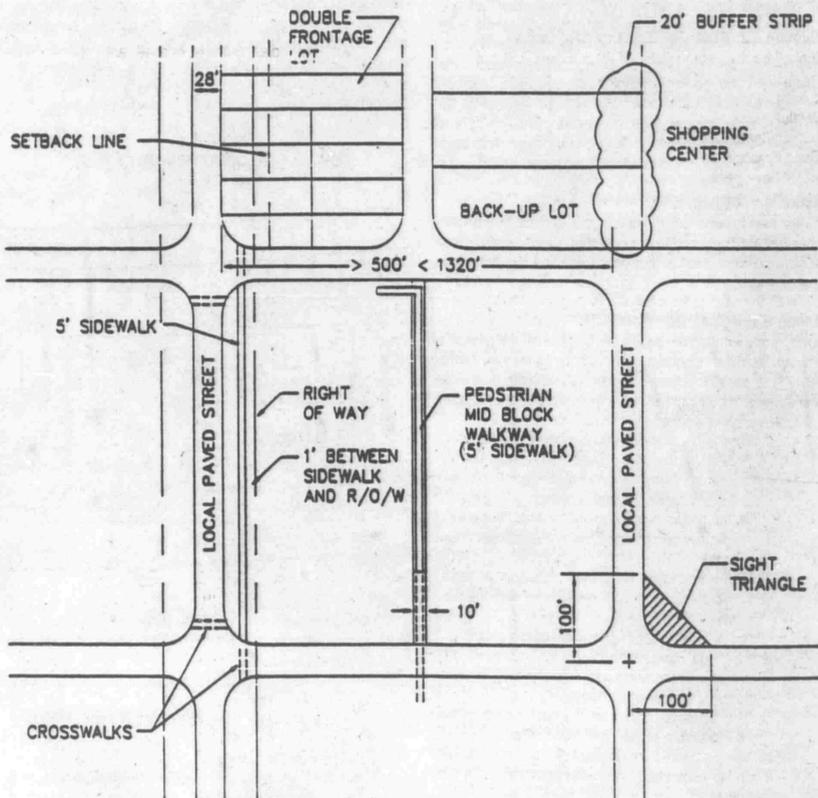 DOUBLE
FRONTAGE
LOT
20' BUFFER STRIP
28'
SETBACK LINE
SHOPPING
CENTER
BACK-UP LOT
> 500' < 1320'
5' SIDEWALK
LOCAL PAVED STREET
RIGHT
OF WAY
1' BETWEEN
SIDEWALK
AND R/O/W
PEDSTRIAN
MID BLOCK
WALKWAY
(5' SIDEWALK)
LOCAL PAVED STREET
SIGHT
TRIANGLE
10'
100'
100'
CROSSWALKS